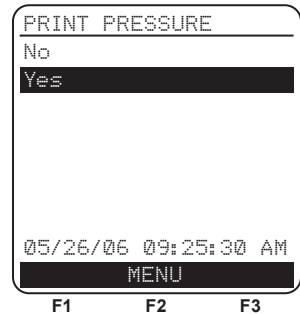 PRINT PRESSURE
No
Yes
05/26/06 09:25:30 AM
MENU
F1 F2 F3